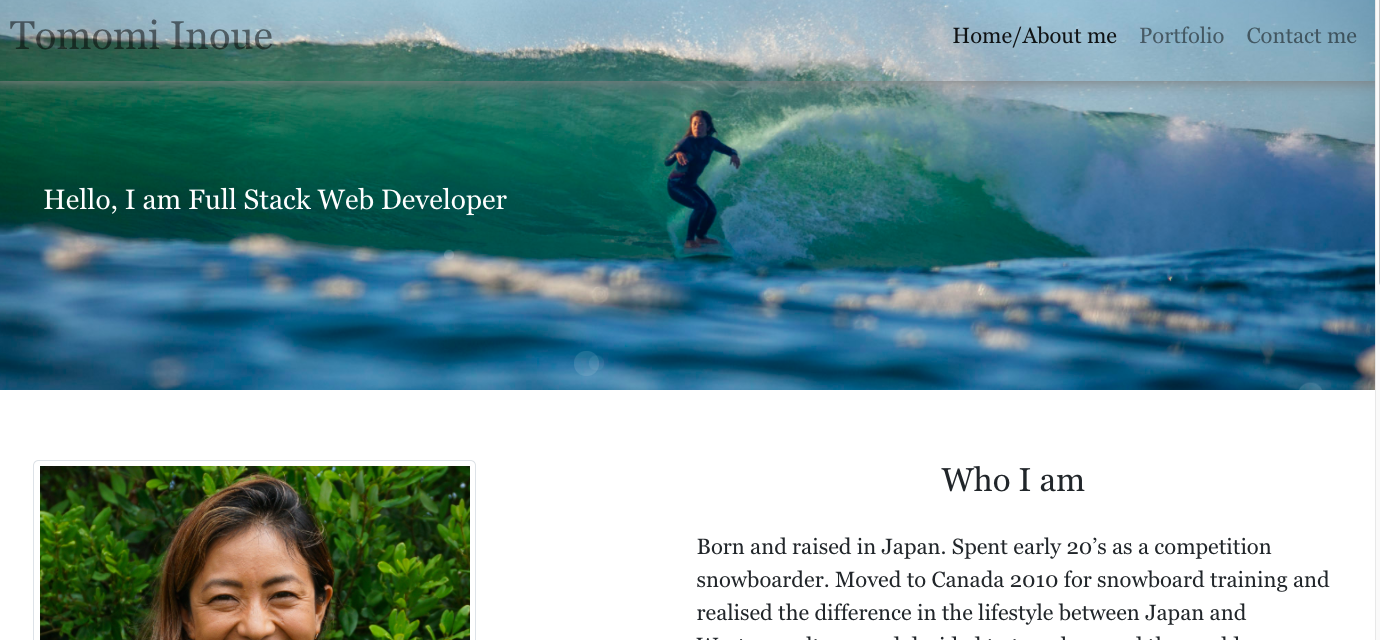 Tomomi Inoue
Home/About me Portfolio Contact me
Hello, I am Full Stack Web Developer
Who I am
Born and raised in Japan. Spent early 20’s as a competition
snowboarder. Moved to Canada 2010 for snowboard training and
realised the difference in the lifestyle between Japan and